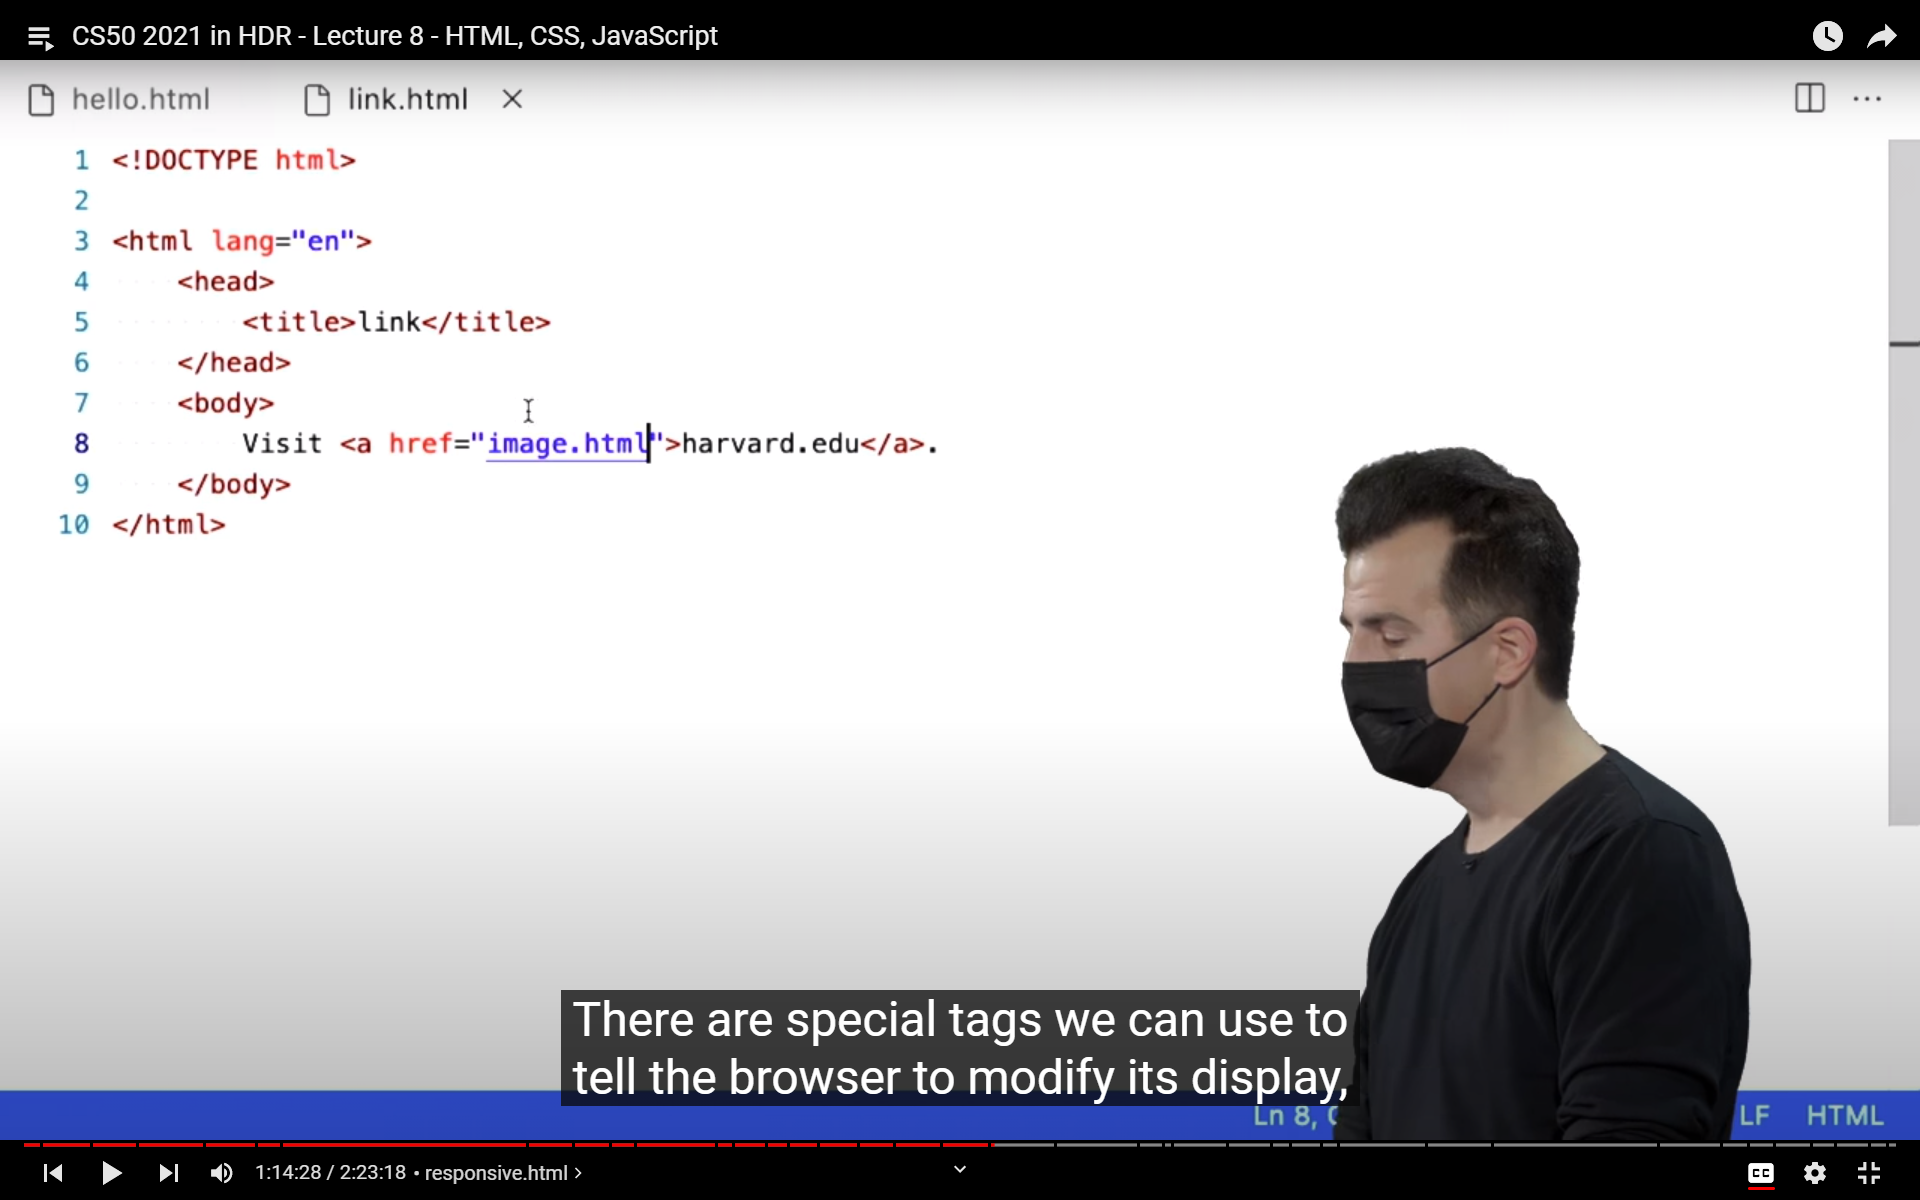 CS50 2021 in HDR - Lecture 8 - HTML, CSS, JavaScript
hello.html link.html
1 <!DOCTYPE html>
2
3 <html lang="en">
4 <head>
5 <title>link</title>
6 </head>
7 <body>
8 Visit <a href="image.html">harvard.edu</a>.
9 </body>
10 </html>
There are special tags we can use to
tell the browser to modify its display,
Ln 8, LF HTML
1:14:28 / 2:23:18 • responsive.html ›
CC